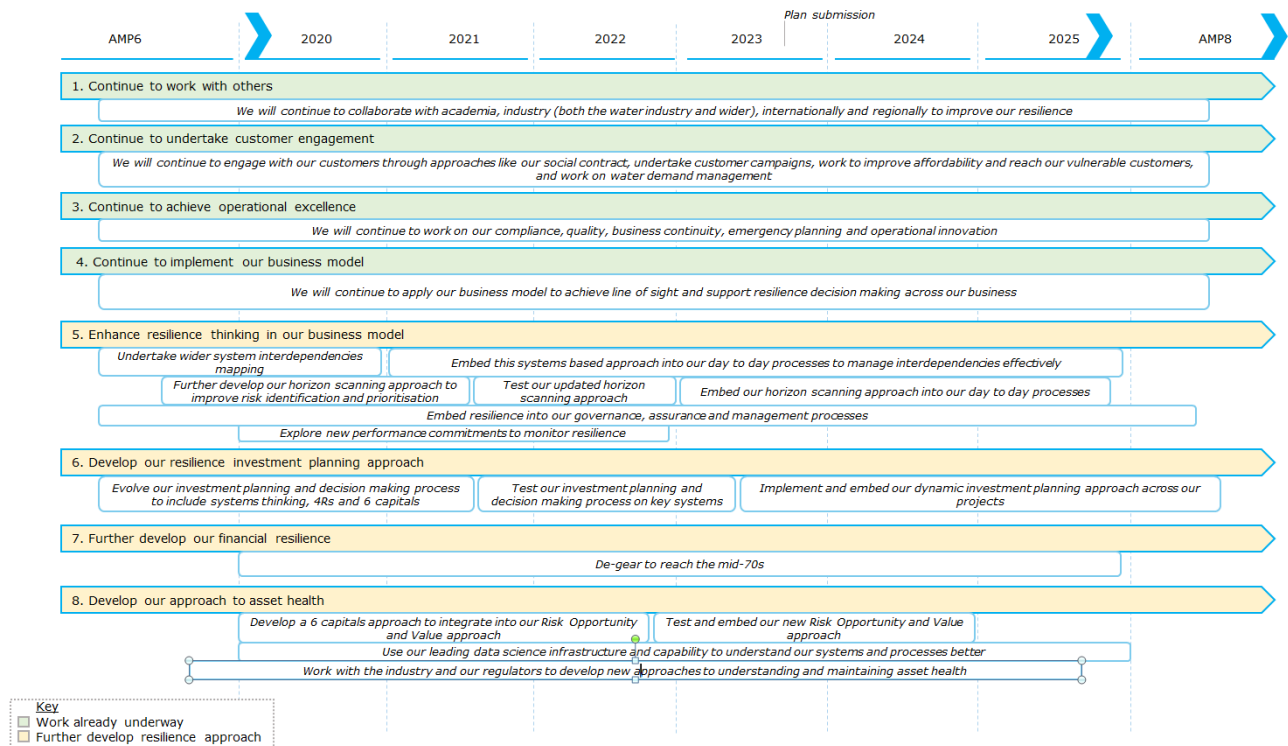 Plan submission
AMP6
2020
2021
2022
2023
2024
2025
AMP8
1. Continue to work with others
We will continue to collaborate with academia, industry (both the water industry and wider), internationally and regionally to improve our resilience
2. Continue to undertake customer engagement
We will continue to engage with our customers through approaches like our social contract, undertake customer campaigns, work to improve affordability and reach our vulnerable customers,
and work on water demand management
3. Continue to achieve operational excellence
We will continue to work on our compliance, quality, business continuity, emergency planning and operational innovation
4. Continue to implement our business model
We will continue to apply our business model to achieve line of sight and support resilience decision making across our business
5. Enhance resilience thinking in our business model
Undertake wider system interdependencies
mapping
Embed this systems based approach into our day to day processes to manage interdependencies effectively
Further develop our horizon scanning approach to
improve risk identification and prioritisation
Test our updated horizon
scanning approach
Embed our horizon scanning approach into our day to day processes
Embed resilience into our governance, assurance and management processes
Explore new performance commitments to monitor resilience
6. Develop our resilience investment planning approach
Evolve our investment planning and decision making process
to include systems thinking, 4Rs and 6 capitals
Test our investment planning and
decision making process on key systems
Implement and embed our dynamic investment planning approach across our
projects
7. Further develop our financial resilience
De-gear to reach the mid-70s
8. Develop our approach to asset health
Develop a 6 capitals approach to integrate into our Risk Opportunity
and Value approach
Test and embed our new Risk Opportunity and Value
approach
Use our leading data science infrastructure and capability to understand our systems and processes better
Work with the industry and our regulators to develop new approaches to understanding and maintaining asset health
Key
Work already underway
Further develop resilience approach